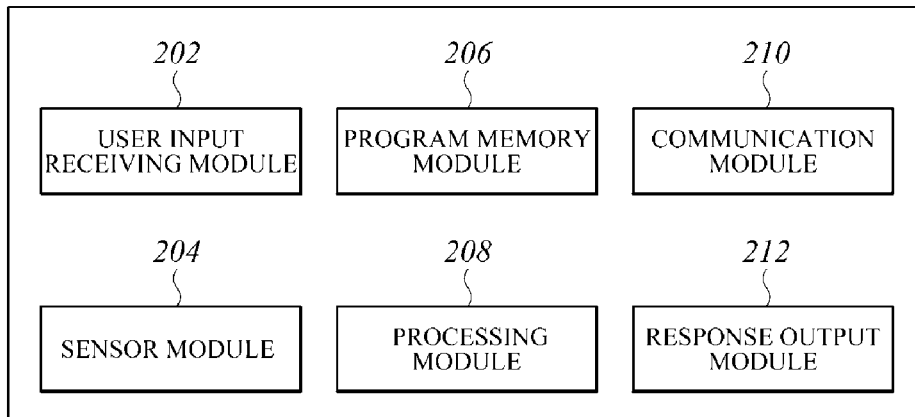 202
206
210
USER INPUT
RECEIVING MODULE
PROGRAM MEMORY
MODULE
COMMUNICATION
MODULE
204
208
212
SENSOR MODULE
PROCESSING
MODULE
RESPONSE OUTPUT
MODULE